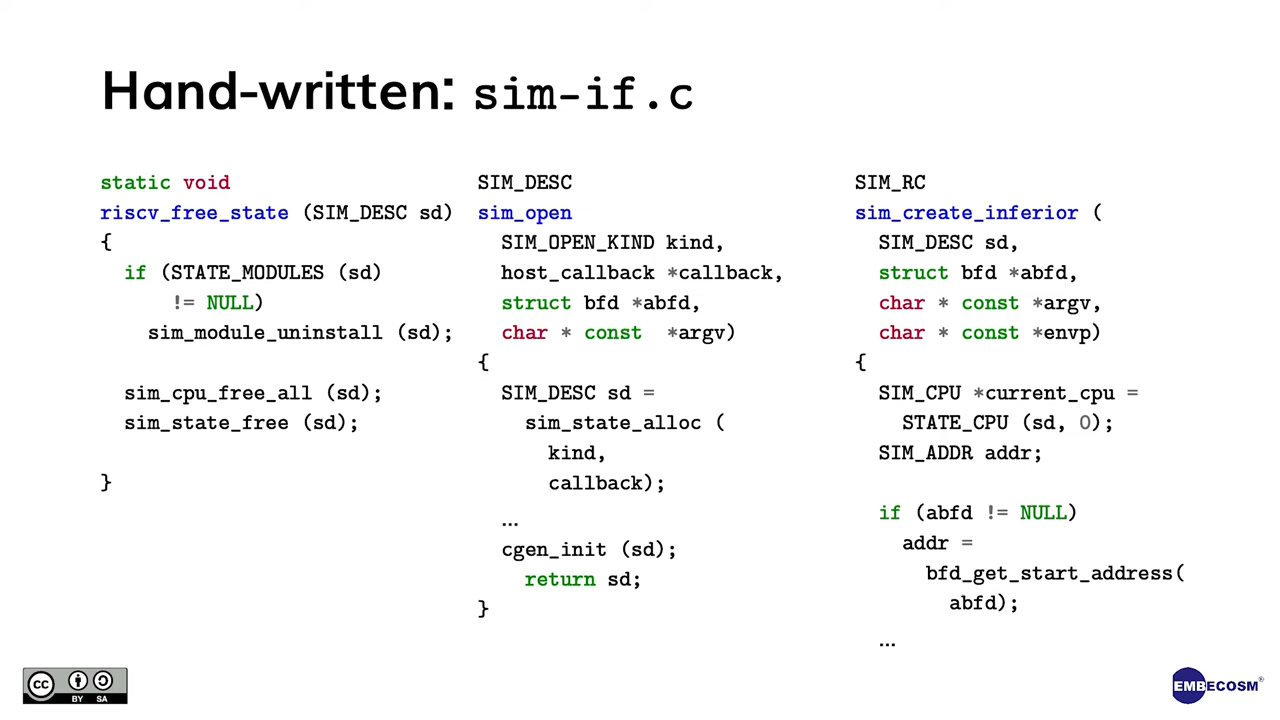 Hand-written: sim-if.c
static void
riscv_free_state (SIM_DESC sd)
{
if (STATE_MODULES (sd)
!= NULL)
sim_module_uninstall (sd);
sim_cpu_free_all (sd);
sim_state_free (sd);
}
SIM_DESC
sim_open
SIM_OPEN_KIND kind,
host_callback *callback,
struct bfd *abfd,
char * const  *argv)
{
SIM_DESC sd =
sim_state_alloc (
kind,
callback);
...
cgen_init (sd);
return sd;
}
SIM_RC
sim_create_inferior (
SIM_DESC sd,
struct bfd *abfd,
char * const *argv,
char * const *envp)
{
SIM_CPU *current_cpu =
STATE_CPU (sd, 0);
SIM_ADDR addr;
if (abfd != NULL)
addr =
bfd_get_start_address(
abfd);
...
cc BY SA
EMBECOSM®